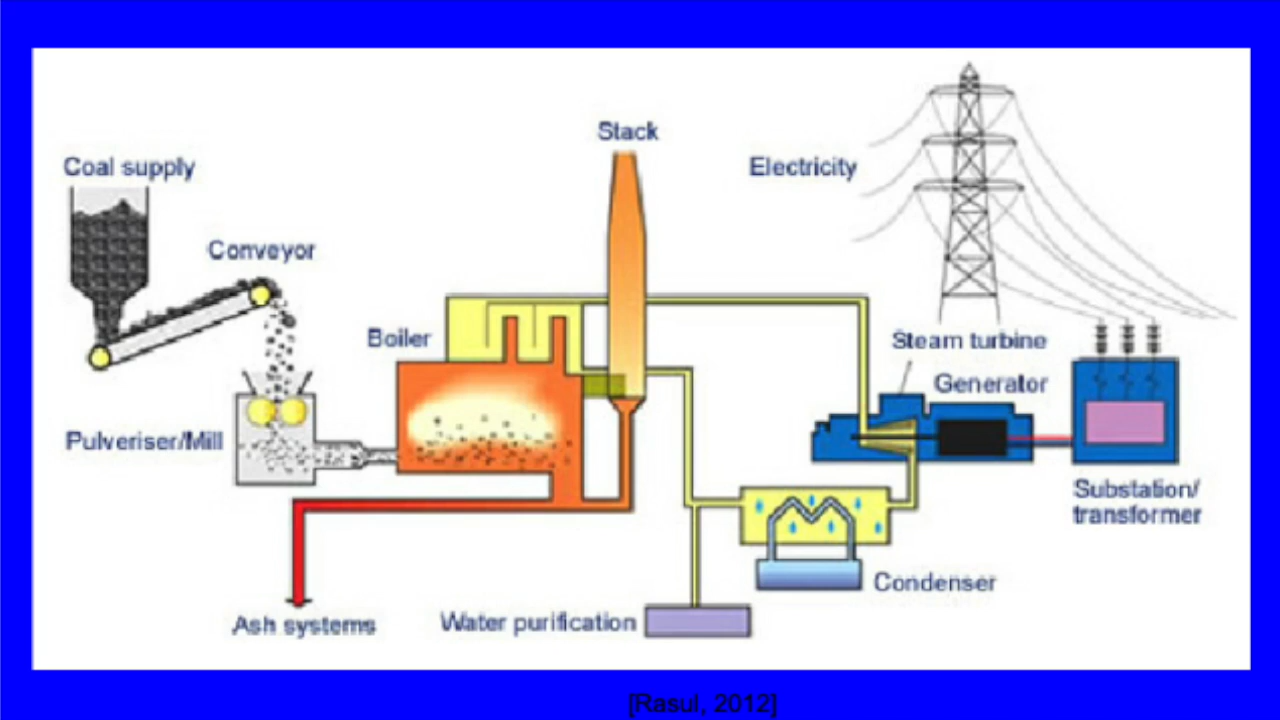 Stack
Coal supply
Electricity
Conveyor
Boiler
Steam turbine
Generator
Pulveriser/Mill
Substation/
transformer
Condenser
Ash systems
Water purification
[Rasul, 2012]